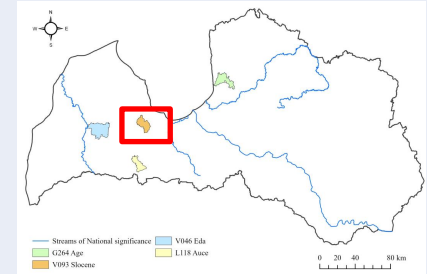 N
W E
S
Streams of National significance
V046 Eda
G264 Age
L118 Auce
V093 Slocene
0 20 40 80 km